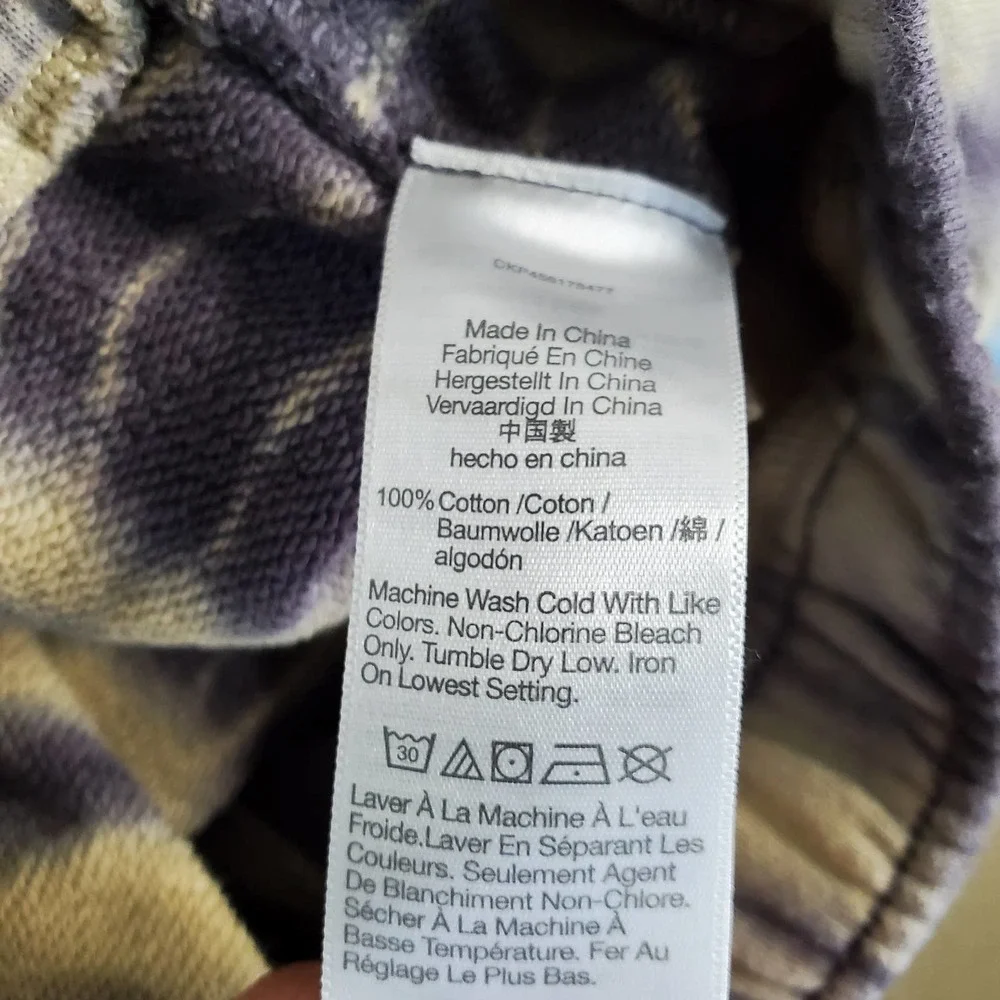 Made In China
Fabriqué En Chine
Hergestellt In China
Vervaardigd In China
中国製
hecho en china
100% Cotton /Coton /
Baumwolle /Katoen /綿 /
algodón
Machine Wash Cold With Like
Colors. Non-Chlorine Bleach
Only. Tumble Dry Low. Iron
On Lowest Setting.
30
Laver À La Machine À L'eau
Froide.Laver En Séparant Les
Couleurs. Seulement Agent
De Blanchiment Non-Chlore.
Sécher À La Machine À
Basse Température. Fer Au
Réglage Le Plus Bas.